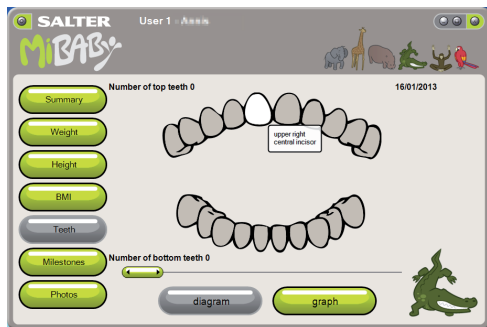 SALTER
User 1 -
MiBABY
Number of top teeth 0
16/01/2013
Summary
Weight
upper right
central incisor
Height
BMI
Teeth
Milestones
Number of bottom teeth 0
Photos
diagram
graph